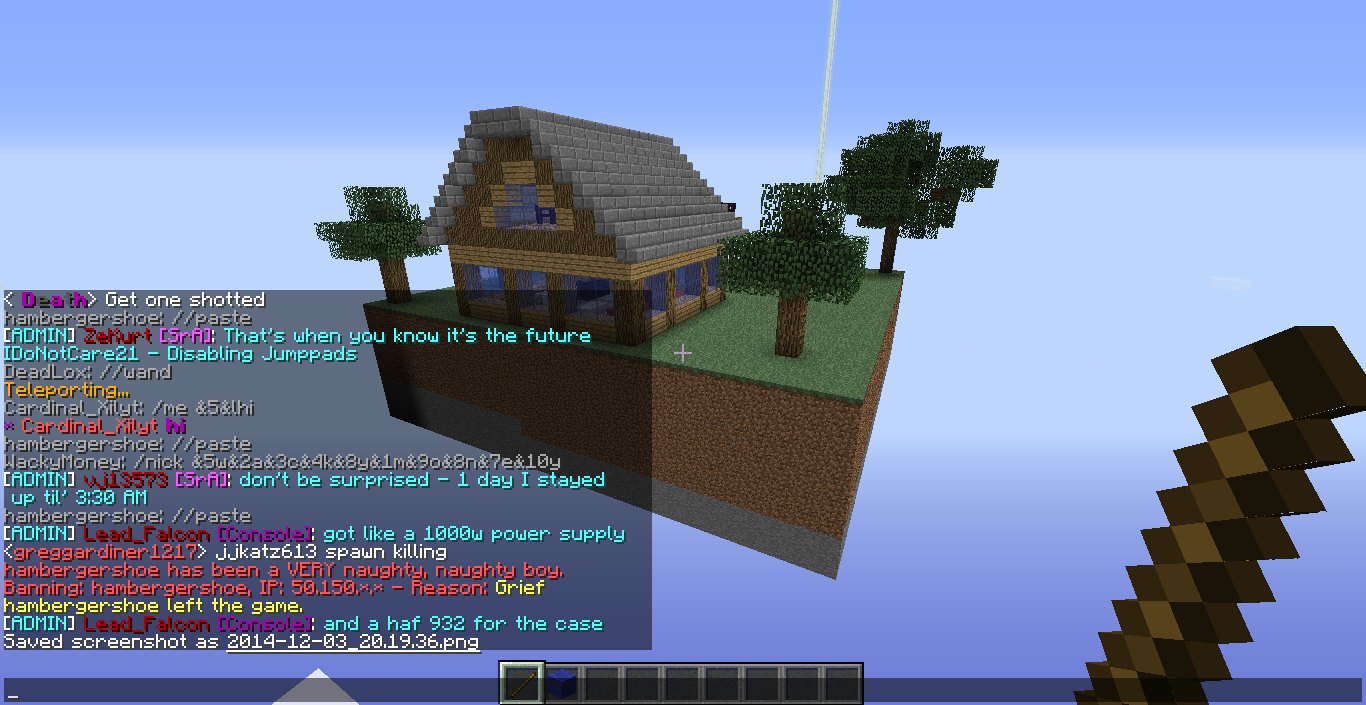 < Death> Get one shotted
hambergershoe: //paste
[ADMIN] ZeKurt [SrA]: That's when you know it's the future
IDoNotCare21 - Disabling Jumppads
DeadLox: //wand
Teleporting...
Cardinal_Xilyt: /me &5&lhi
* Cardinal_Xilyt hi
hambergershoe: //paste
WackyMoney: /nick &5w&2a&3c&4k&8y&1m&9o&8n&7e&10y
[ADMIN] vji3573 [SrA]: don't be surprised - 1 day I stayed
up til' 3:30 AM
hambergershoe: //paste
[ADMIN] Lead_Falcon [Console]: got like a 1000w power supply
<greggardiner1217> jjkatz613 spawn killing
hambergershoe has been a VERY naughty, naughty boy.
Banning: hambergershoe, IP: 50.150.*.* - Reason: Grief
hambergershoe left the game.
[ADMIN] Lead_Falcon [Console]: and a haf 932 for the case
Saved screenshot as 2014-12-03_20.19.36.png
_